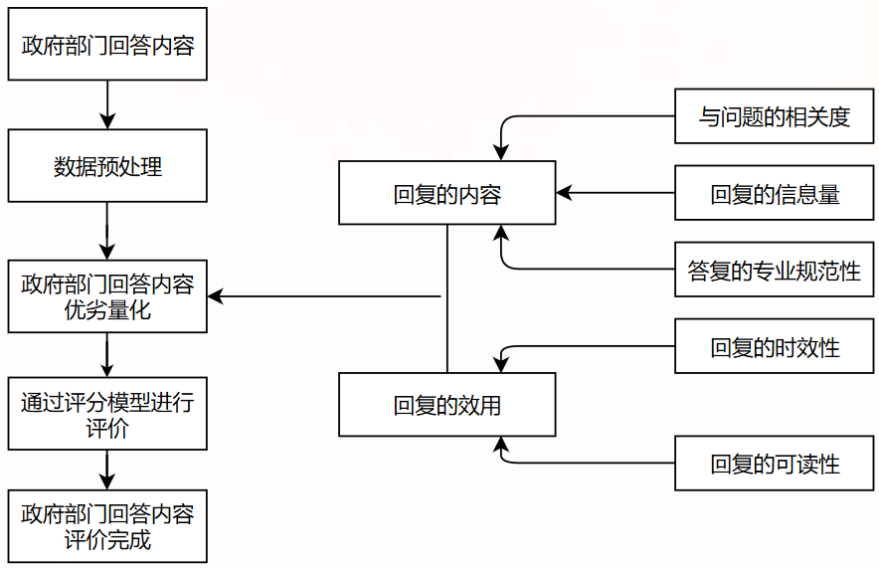 政府部门回答内容
数据预处理
政府部门回答内容
优劣量化
通过评分模型进行
评价
政府部门回答内容
评价完成
回复的内容
回复的效用
与问题的相关度
回复的信息量
答复的专业规范性
回复的时效性
回复的可读性